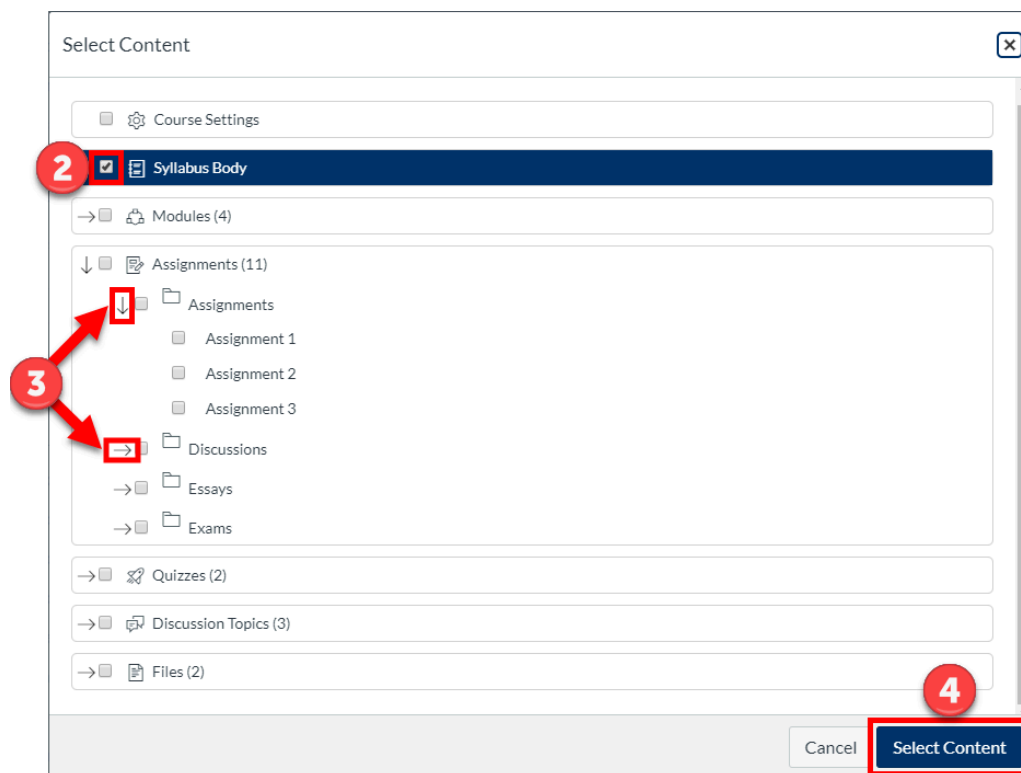 Select Content
Course Settings
2
Syllabus Body
Modules (4)
Assignments (11)
Assignments
Assignment 1
Assignment 2
3
Assignment 3
Discussions
Essays
Exams
Quizzes (2)
Discussion Topics (3)
Files (2)
4
Cancel
Select Content